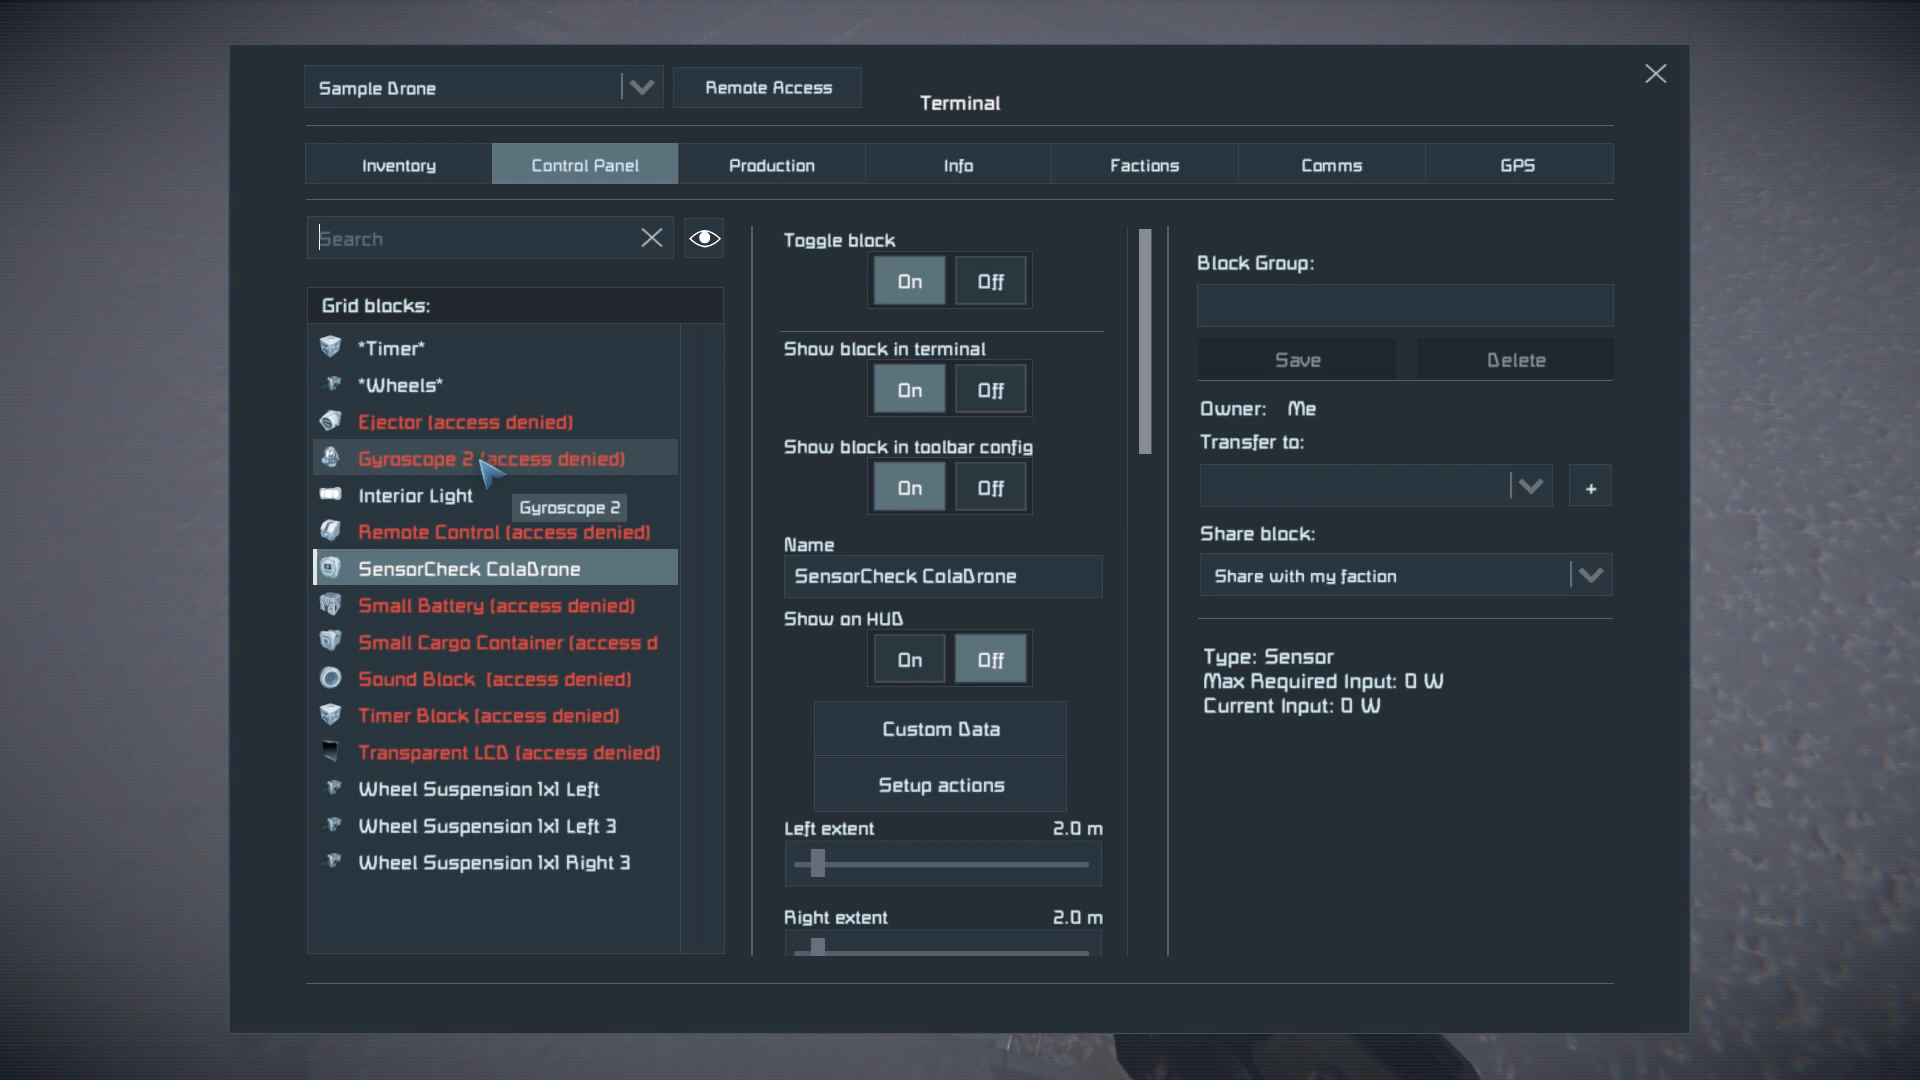 Sample Drone
Remote Access
Terminal
Inventory
Control Panel
Production
Info
Factions
Comms
GPS
Search
Grid blocks:
*Timer*
*Wheels*
Ejector (access denied)
Gyroscope 2 (access denied)
Interior Light
Gyroscope 2
Remote Control (access denied)
SensorCheck ColaDrone
Small Battery (access denied)
Small Cargo Container (access d
Sound Block (access denied)
Timer Block (access denied)
Transparent LCD (access denied)
Wheel Suspension 1x1 Left
Wheel Suspension 1x1 Left 3
Wheel Suspension 1x1 Right 3
Toggle block
On Off
Show block in terminal
On Off
Show block in toolbar config
On Off
Name
SensorCheck ColaDrone
Show on HUD
On Off
Custom Data
Setup actions
Left extent 2.0 m
Right extent 2.0 m
Block Group:
Save Delete
Owner: Me
Transfer to:
+
Share block:
Share with my faction
Type: Sensor
Max Required Input: 0 W
Current Input: 0 W